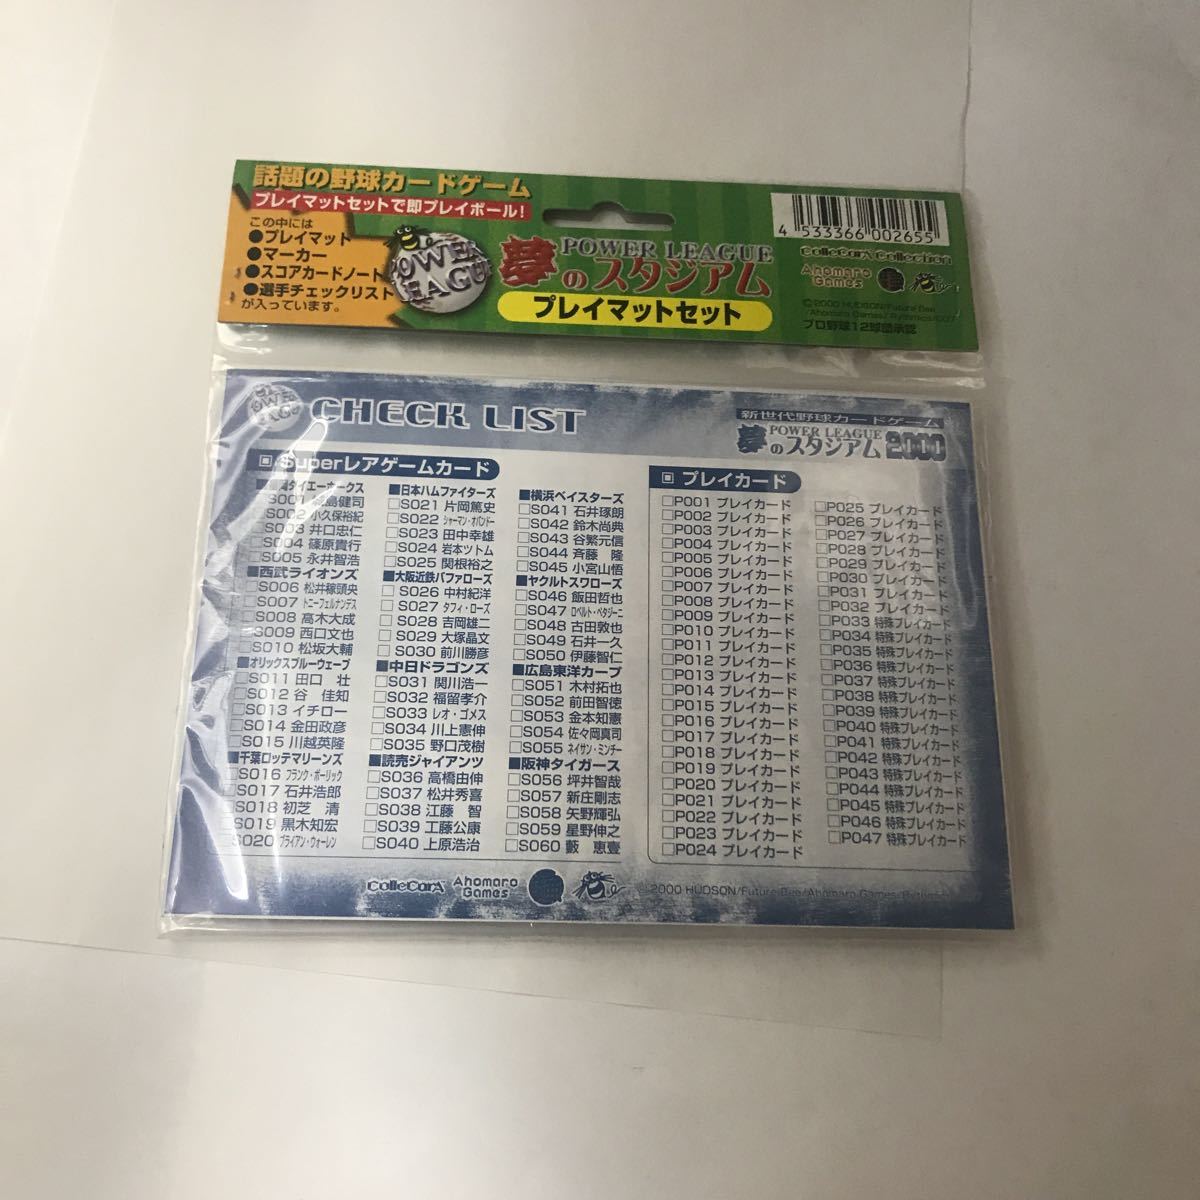 話題の野球カードゲーム
プレイマットセットで即プレイボール!
この中には
●プレイマット
●マーカー
●スコアカードノート
●選手チェックリスト
が入っています。
POWER LEAGUE
POWER LEAGUE
夢のスタジアム
プレイマットセット
4 533366 002655
ColleCarA Collection
Ahomaro Games
©2000 HUDSON/Future Bee
/Ahomaro Games/
プロ野球12球団承認
CHECK LIST
新世代野球カードゲーム
POWER LEAGUE
夢のスタジアム 2000
Superレアゲームカード
ダイエーホークス
S001 健司
S002 小久保裕紀
S003 井口忠仁
S004 篠原貴行
S005 永井智浩
■西武ライオンズ
S006 松井稼頭央
S007 トニーフェルナンデス
S008 高木大成
S009 西口文也
S010 松坂大輔
■オリックスブルーウェーブ
S011 田口 壮
S012 谷 佳知
S013 イチロー
S014 金田政彦
S015 川越英隆
■千葉ロッテマリーンズ
S016 フランク・ボーリック
S017 石井浩郎
S018 初芝 清
S019 黒木知宏
S020 ブライアン・ウォーレン
■日本ハムファイターズ
S021 片岡篤史
S022 シャーマン・オバンドー
S023 田中幸雄
S024 岩本ツトム
S025 関根裕之
■大阪近鉄バファローズ
S026 中村紀洋
S027 タフィ・ローズ
S028 吉岡雄二
S029 大塚晶文
S030 前川勝彦
■中日ドラゴンズ
S031 関川浩一
S032 福留孝介
S033 レオ・ゴメス
S034 川上憲伸
S035 野口茂樹
■読売ジャイアンツ
S036 高橋由伸
S037 松井秀喜
S038 江藤 智
S039 工藤公康
S040 上原浩治
■横浜ベイスターズ
S041 石井琢朗
S042 鈴木尚典
S043 谷繁元信
S044 斉藤 隆
S045 小宮山悟
■ヤクルトスワローズ
S046 飯田哲也
S047 ロベルト・ペタジーニ
S048 古田敦也
S049 石井一久
S050 伊藤智仁
■広島東洋カープ
S051 木村拓也
S052 前田智徳
S053 金本知憲
S054 佐々岡真司
S055 ネイサン・ミンチー
■阪神タイガース
S056 坪井智哉
S057 新庄剛志
S058 矢野輝弘
S059 星野伸之
S060 藪 恵壹
プレイカード
P001 プレイカード
P002 プレイカード
P003 プレイカード
P004 プレイカード
P005 プレイカード
P006 プレイカード
P007 プレイカード
P008 プレイカード
P009 プレイカード
P010 プレイカード
P011 プレイカード
P012 プレイカード
P013 プレイカード
P014 プレイカード
P015 プレイカード
P016 プレイカード
P017 プレイカード
P018 プレイカード
P019 プレイカード
P020 プレイカード
P021 プレイカード
P022 プレイカード
P023 プレイカード
P024 プレイカード
P025 プレイカード
P026 プレイカード
P027 プレイカード
P028 プレイカード
P029 プレイカード
P030 プレイカード
P031 プレイカード
P032 プレイカード
P033 特殊プレイカード
P034 特殊プレイカード
P035 特殊プレイカード
P036 特殊プレイカード
P037 特殊プレイカード
P038 特殊プレイカード
P039 特殊プレイカード
P040 特殊プレイカード
P041 特殊プレイカード
P042 特殊プレイカード
P043 特殊プレイカード
P044 特殊プレイカード
P045 特殊プレイカード
P046 特殊プレイカード
P047 特殊プレイカード
ColleCarA
Ahomaro Games
2000 HUDSON/Future Bee/Ahomaro Games/